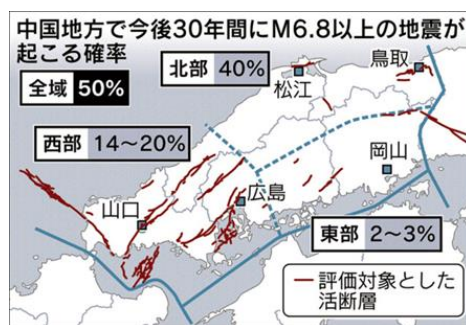 中国地方で今後30年間にM6.8以上の地震が
起こる確率
全域 50%
北部 40%
鳥取
松江
西部 14〜20%
岡山
広島
山口
東部 2〜3%
評価対象とした
活断層